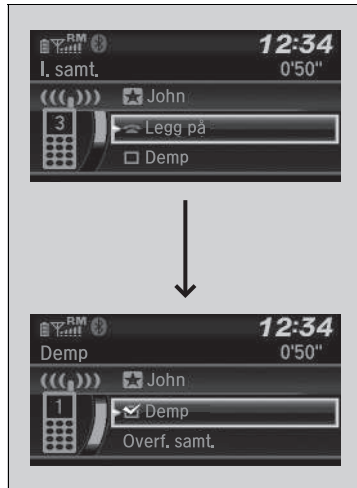 RM 12:34
I. samt. 0'50"
John
3 Legg på
Demp
RM 12:34
Demp 0'50"
John
1 Demp
Overf. samt.